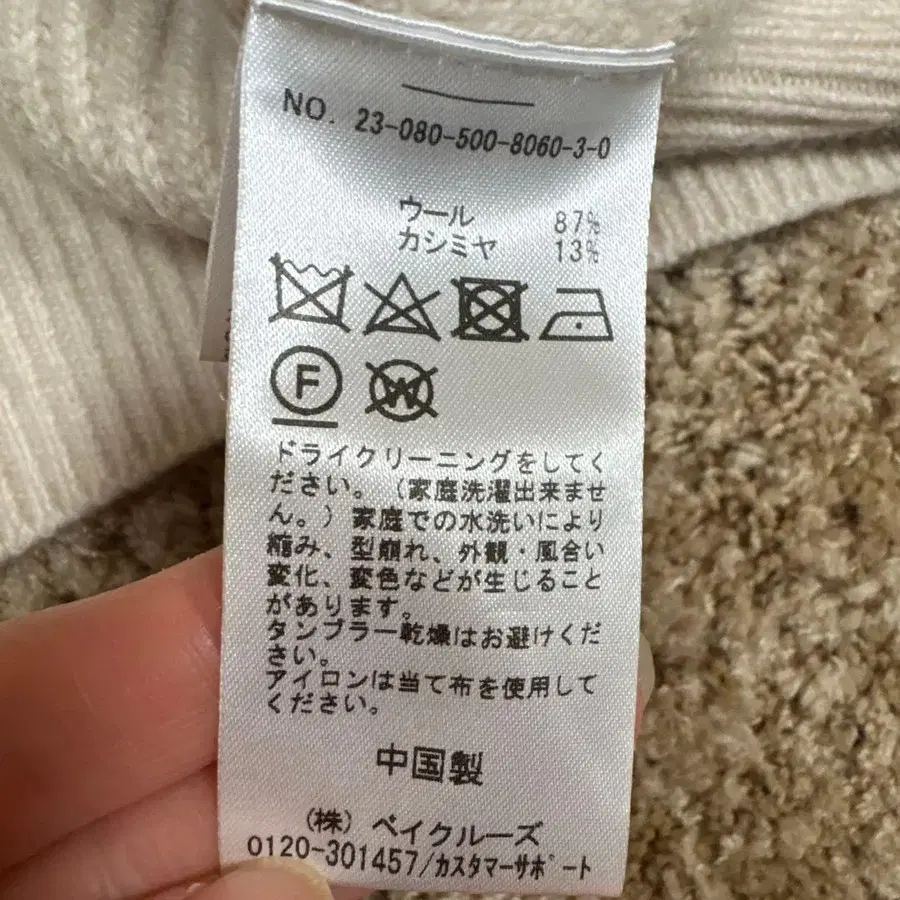 NO. 23-080-500-8060-3-0
ウール 87%
カシミヤ 13%
F
W
ドライクリーニングをしてく
ださい。（家庭洗濯出来ませ
ん。）家庭での水洗いにより
縮み、型崩れ、外観・風合い
変化、変色などが生じること
があります。
タンブラー乾燥はお避けくだ
さい。
アイロンは当て布を使用して
ください。
中国製
(株) ベイクルーズ
0120-301457/カスタマーサポート